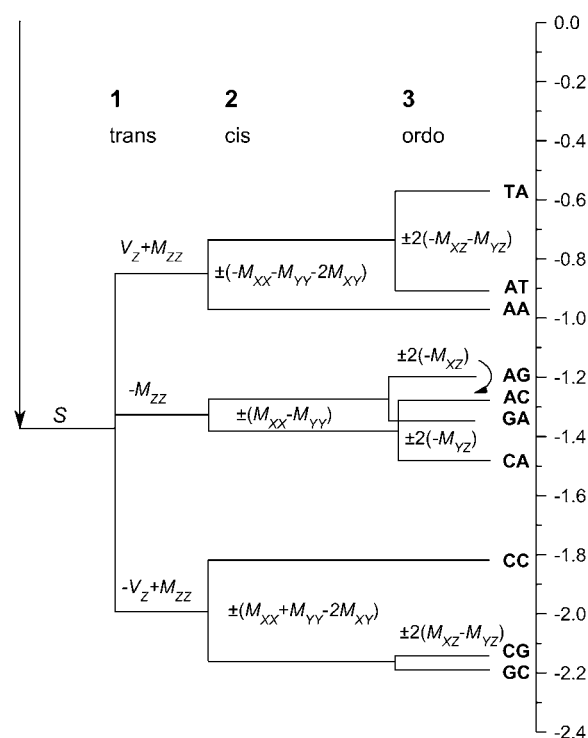 1 2 3
trans cis ordo
S
V_Z+M_ZZ
-M_ZZ
-V_Z+M_ZZ
±(-M_XX-M_YY-2M_XY)
±(M_XX-M_YY)
±(M_XX+M_YY-2M_XY)
±2(-M_XZ-M_YZ)
±2(-M_XZ)
±2(-M_YZ)
±2(M_XZ-M_YZ)
TA
AT
AA
AG
AC
GA
CA
CC
CG
GC
0.0
-0.2
-0.4
-0.6
-0.8
-1.0
-1.2
-1.4
-1.6
-1.8
-2.0
-2.2
-2.4